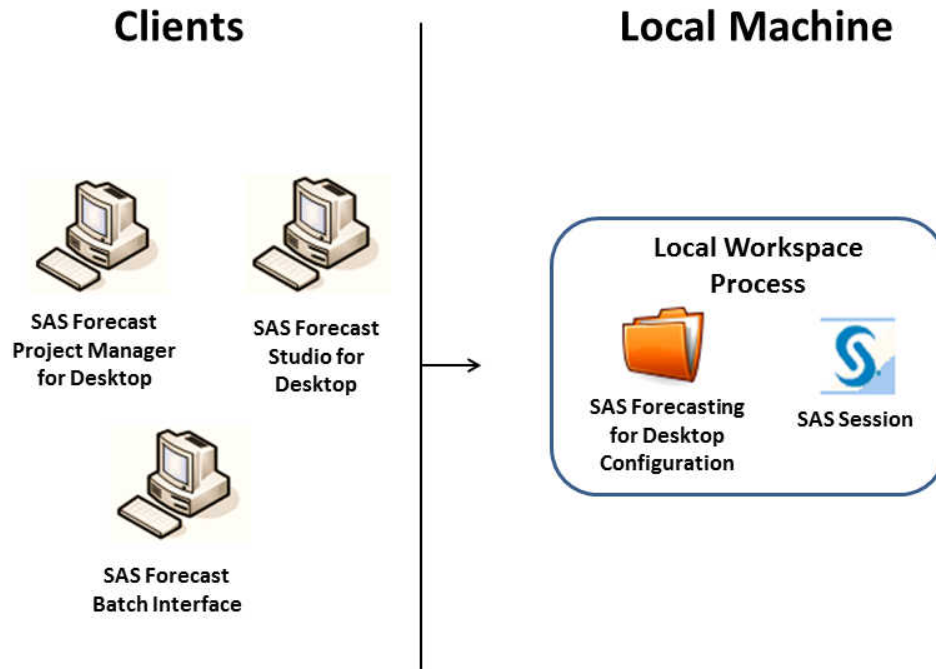 Clients
Local Machine
SAS Forecast
Project Manager
for Desktop
SAS Forecast
Studio for
Desktop
SAS Forecast
Batch Interface
Local Workspace
Process
SAS Forecasting
for Desktop
Configuration
SAS Session